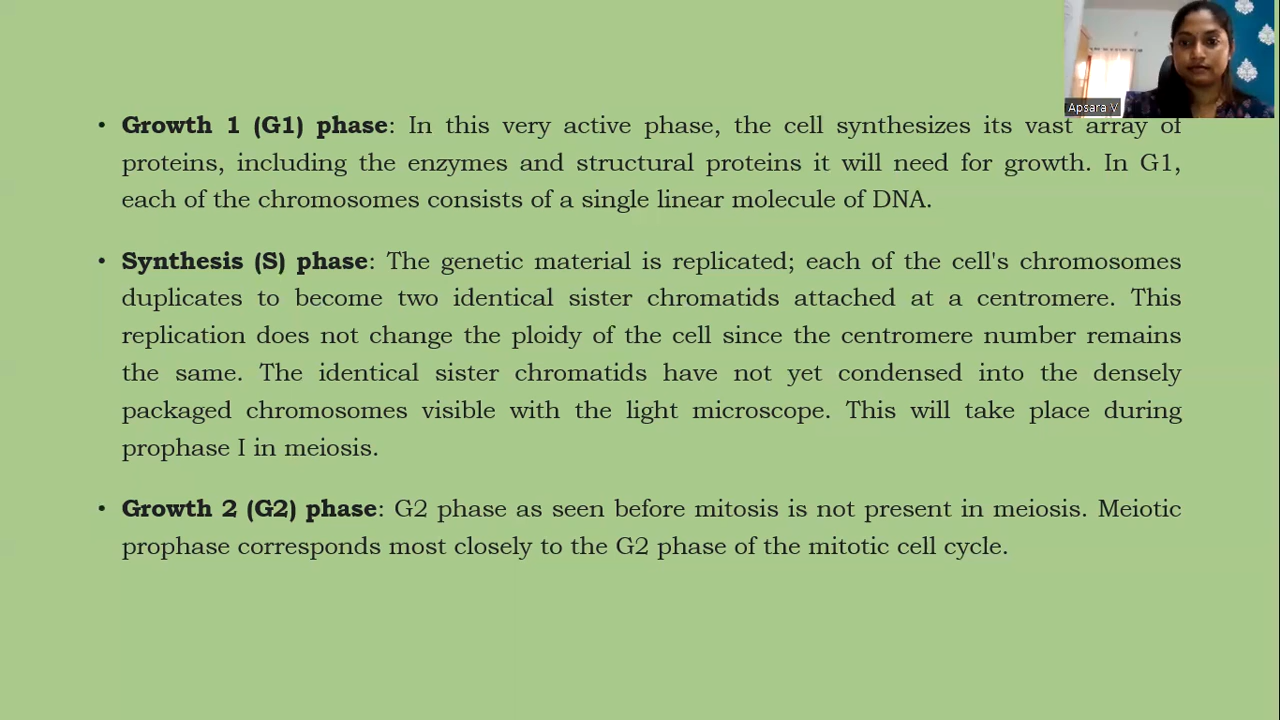 Apsara V
• Growth 1 (G1) phase: In this very active phase, the cell synthesizes its vast array of
proteins, including the enzymes and structural proteins it will need for growth. In G1,
each of the chromosomes consists of a single linear molecule of DNA.
• Synthesis (S) phase: The genetic material is replicated; each of the cell's chromosomes
duplicates to become two identical sister chromatids attached at a centromere. This
replication does not change the ploidy of the cell since the centromere number remains
the same. The identical sister chromatids have not yet condensed into the densely
packaged chromosomes visible with the light microscope. This will take place during
prophase I in meiosis.
• Growth 2 (G2) phase: G2 phase as seen before mitosis is not present in meiosis. Meiotic
prophase corresponds most closely to the G2 phase of the mitotic cell cycle.